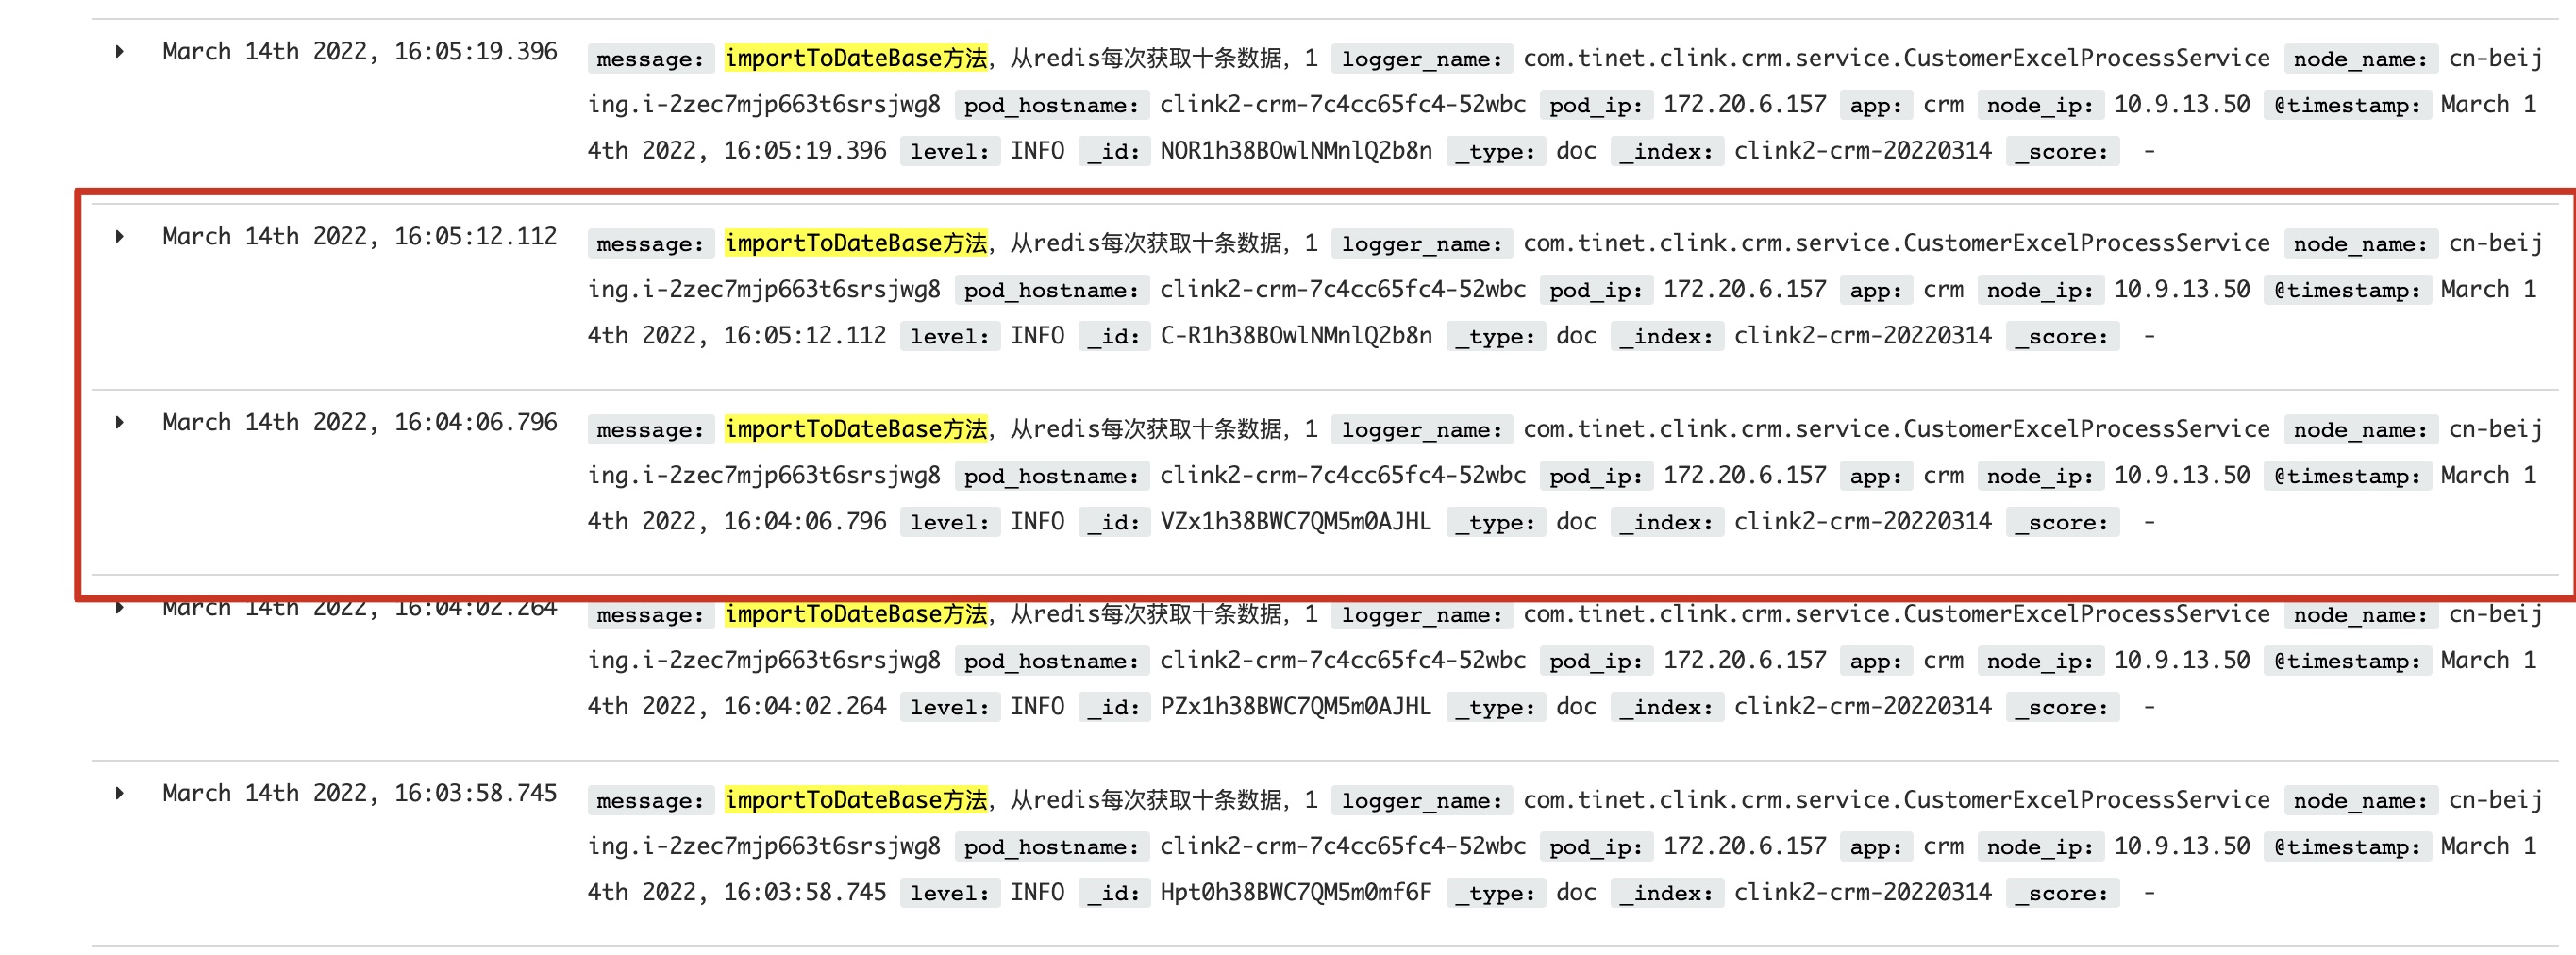 March 14th 2022, 16:05:19.396 message: importToDateBase方法, 从redis每次获取十条数据, 1 logger_name: com.tinet.clink.crm.service.CustomerExcelProcessService node_name: cn-beij
ing.i-2zec7mjp663t6srsjwg8 pod_hostname: clink2-crm-7c4cc65fc4-52wbc pod_ip: 172.20.6.157 app: crm node_ip: 10.9.13.50 @timestamp: March 1
4th 2022, 16:05:19.396 level: INFO _id: NOR1h38BOwlNMnlQ2b8n _type: doc _index: clink2-crm-20220314 _score: -
March 14th 2022, 16:05:12.112 message: importToDateBase方法, 从redis每次获取十条数据, 1 logger_name: com.tinet.clink.crm.service.CustomerExcelProcessService node_name: cn-beij
ing.i-2zec7mjp663t6srsjwg8 pod_hostname: clink2-crm-7c4cc65fc4-52wbc pod_ip: 172.20.6.157 app: crm node_ip: 10.9.13.50 @timestamp: March 1
4th 2022, 16:05:12.112 level: INFO _id: C-R1h38BOwlNMnlQ2b8n _type: doc _index: clink2-crm-20220314 _score: -
March 14th 2022, 16:04:06.796 message: importToDateBase方法, 从redis每次获取十条数据, 1 logger_name: com.tinet.clink.crm.service.CustomerExcelProcessService node_name: cn-beij
ing.i-2zec7mjp663t6srsjwg8 pod_hostname: clink2-crm-7c4cc65fc4-52wbc pod_ip: 172.20.6.157 app: crm node_ip: 10.9.13.50 @timestamp: March 1
4th 2022, 16:04:06.796 level: INFO _id: VZx1h38BWC7QM5m0AJHL _type: doc _index: clink2-crm-20220314 _score: -
March 14th 2022, 16:04:02.264 message: importToDateBase方法, 从redis每次获取十条数据, 1 logger_name: com.tinet.clink.crm.service.CustomerExcelProcessService node_name: cn-beij
ing.i-2zec7mjp663t6srsjwg8 pod_hostname: clink2-crm-7c4cc65fc4-52wbc pod_ip: 172.20.6.157 app: crm node_ip: 10.9.13.50 @timestamp: March 1
4th 2022, 16:04:02.264 level: INFO _id: PZx1h38BWC7QM5m0AJHL _type: doc _index: clink2-crm-20220314 _score: -
March 14th 2022, 16:03:58.745 message: importToDateBase方法, 从redis每次获取十条数据, 1 logger_name: com.tinet.clink.crm.service.CustomerExcelProcessService node_name: cn-beij
ing.i-2zec7mjp663t6srsjwg8 pod_hostname: clink2-crm-7c4cc65fc4-52wbc pod_ip: 172.20.6.157 app: crm node_ip: 10.9.13.50 @timestamp: March 1
4th 2022, 16:03:58.745 level: INFO _id: Hpt0h38BWC7QM5m0mf6F _type: doc _index: clink2-crm-20220314 _score: -